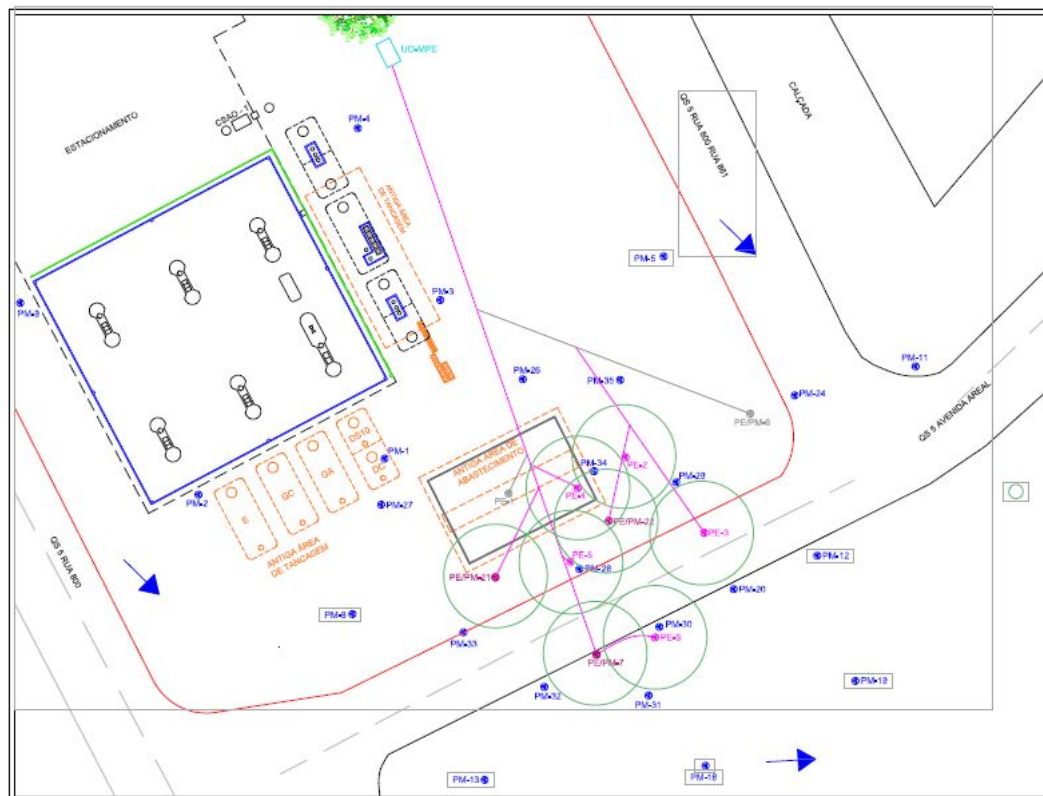 UC-MPE
CSAO - 1
PM-4
ESTACIONAMENTO
CALÇADA
QS 5 RUA 800 RUA 861
ANTIGA ÁREA
DE TANCAGEM
PM-5
PM-9
PM-3
PM-11
PM-26
PM-35
PM-24
QS 5 AVENIDA AREAL
PE/PM-8
DS10
ANTIGA ÁREA DE
ABASTECIMENTO
PM-1
DC
PM-34
PE-2
GA
PM-29
GC
PM-2
PE-4
PE-1
E
PM-27
PE/PM-22
PE-3
ANTIGA ÁREA
DE TANCAGEM
QS 5 RUA 800
PE-5
PM-28
PM-12
PE/PM-21
PM-20
PM-8
PM-30
PM-33
PE-6
PE/PM-7
PM-19
PM-32
PM-31
PM-13
PM-18